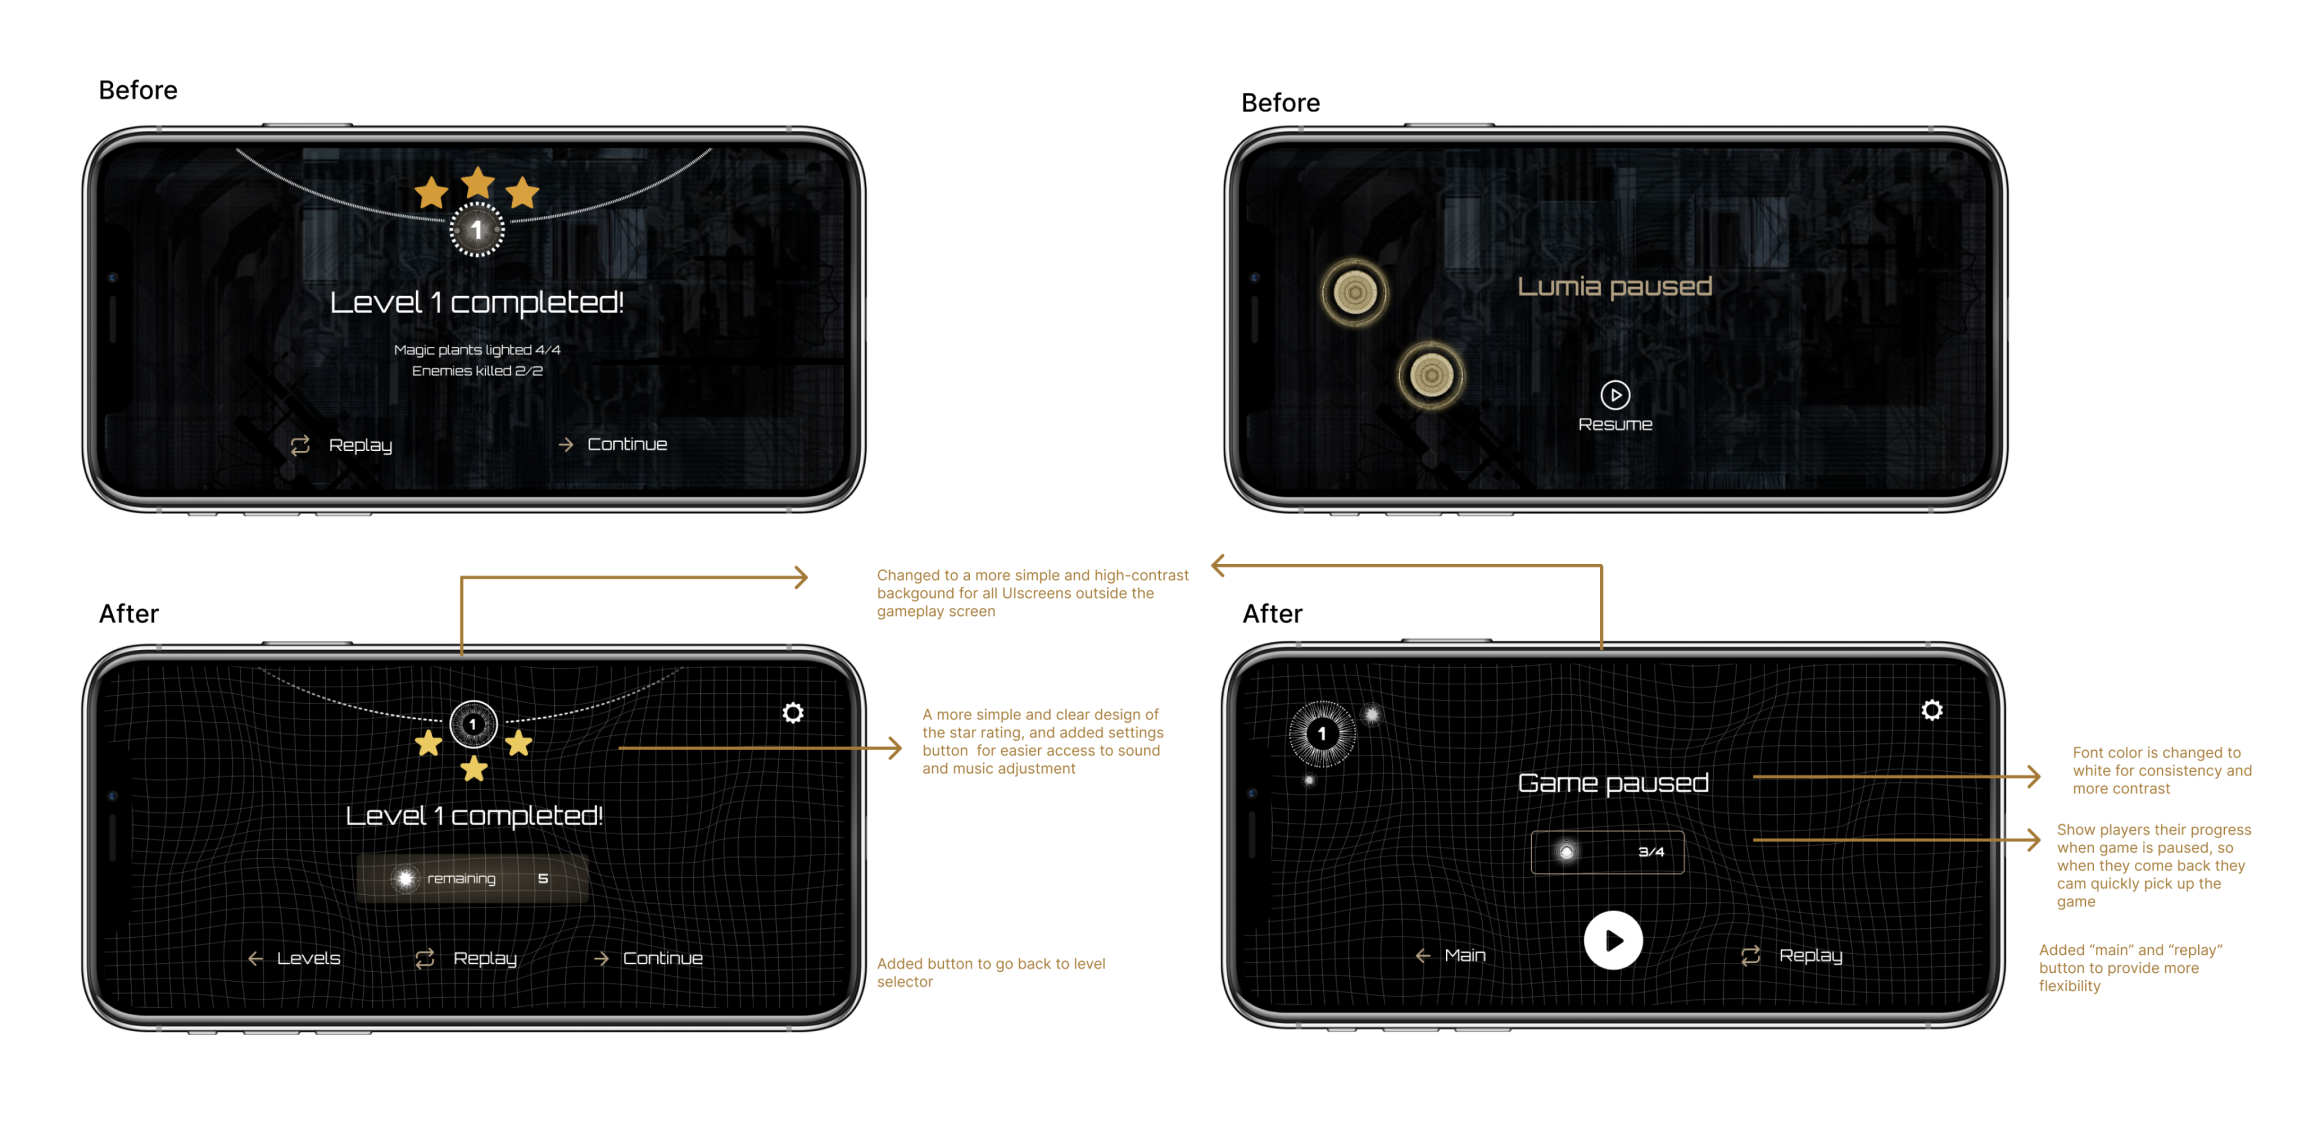 Before
1
Level 1 completed!
Magic plants lighted 4/4
Enemies killed 2/2
Replay
Continue
Before
Lumia paused
Resume
Changed to a more simple and high-contrast
backgound for all UIscreens outside the
gameplay screen
After
1
Level 1 completed!
remaining 5
Levels
Replay
Continue
A more simple and clear design of
the star rating, and added settings
button for easier access to sound
and music adjustment
Added button to go back to level
selector
After
1
Game paused
3/4
Main
Replay
Font color is changed to
white for consistency and
more contrast
Show players their progress
when game is paused, so
when they come back they
cam quickly pick up the
game
Added “main” and “replay”
button to provide more
flexibility